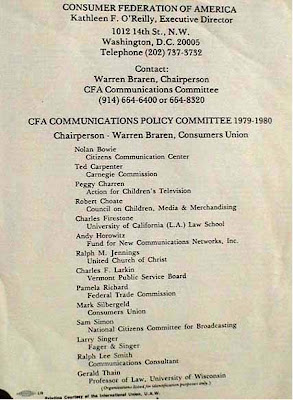 CONSUMER FEDERATION OF AMERICA
Kathleen F. O'Reilly, Executive Director
1012 14th St., N.W.
Washington, D.C. 20005
Telephone (202) 737-3732
Contact:
Warren Braren, Chairperson
CFA Communications Committee
(914) 664-6400 or 664-8320
CFA COMMUNICATIONS POLICY COMMITTEE 1979-1980
Chairperson - Warren Braren, Consumers Union
Nolan Bowie
Citizens Communication Center
Ted Carpenter
Carnegie Commission
Peggy Charren
Action for Children's Television
Robert Choate
Council on Children, Media & Merchandising
Charles Firestone
University of California (L.A.) Law School
Andy Horowitz
Fund for New Communications Networks, Inc.
Ralph M. Jennings
United Church of Christ
Charles F. Larkin
Vermont Public Service Board
Pamela Richard
Federal Trade Commission
Mark Silbergeld
Consumers Union
Sam Simon
National Citizens Committee for Broadcasting
Larry Singer
Fager & Singer
Ralph Lee Smith
Communications Consultant
Gerald Thain
Professor of Law, University of Wisconsin
(Organizations listed for identification purposes only.)
Printing Courtesy of the International Union, U.A.W.